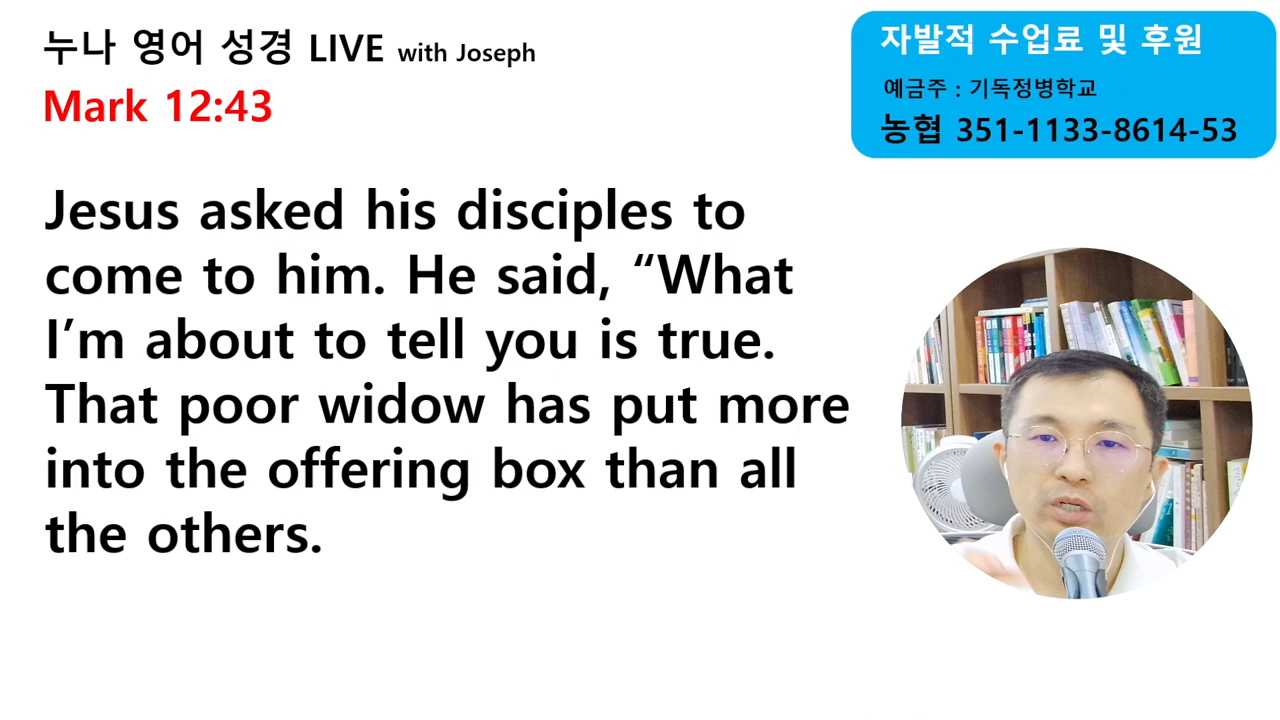 누나 영어 성경 LIVE with Joseph
Mark 12:43
자발적 수업료 및 후원
예금주 : 기독정병학교
농협 351-1133-8614-53
Jesus asked his disciples to
come to him. He said, “What
I’m about to tell you is true.
That poor widow has put more
into the offering box than all
the others.